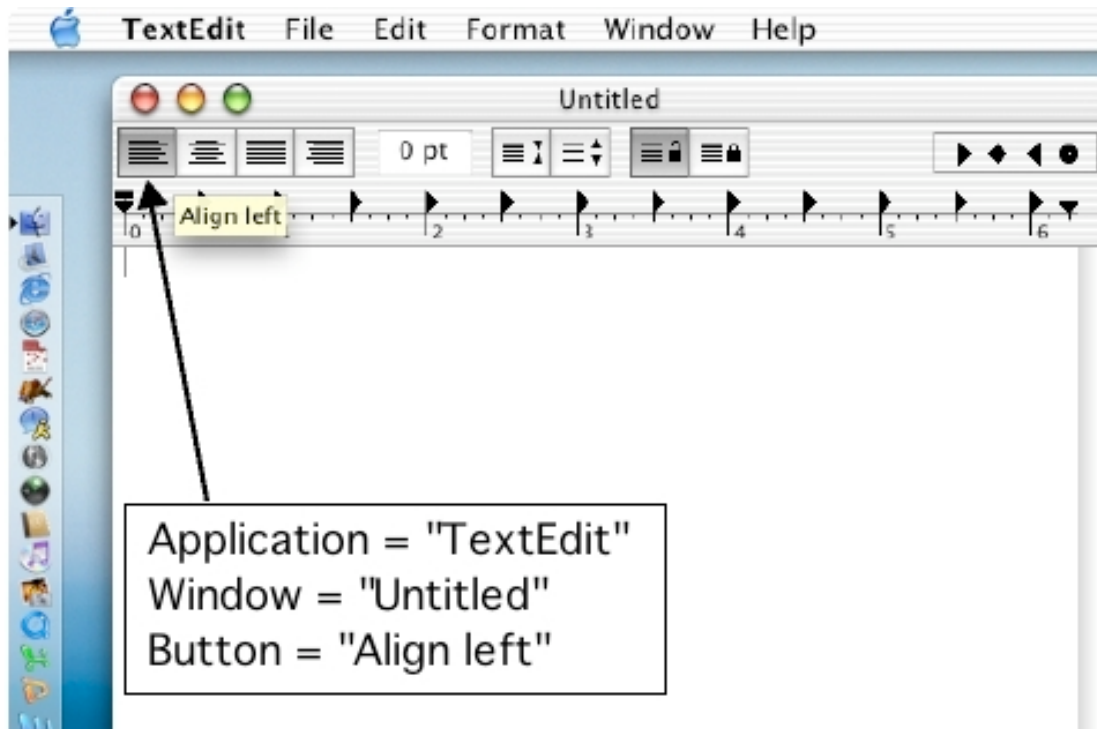 TextEdit File Edit Format Window Help
Untitled
0 pt
Align left
0 1 2 3 4 5 6
Application = "TextEdit"
Window = "Untitled"
Button = "Align left"